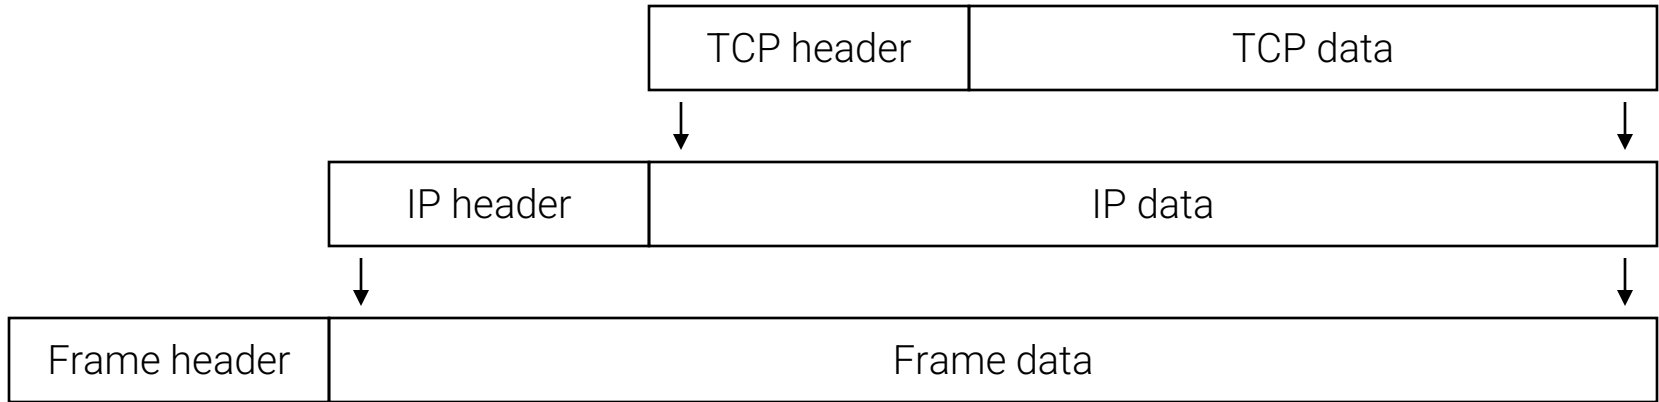 TCP header TCP data
IP header IP data
Frame header Frame data